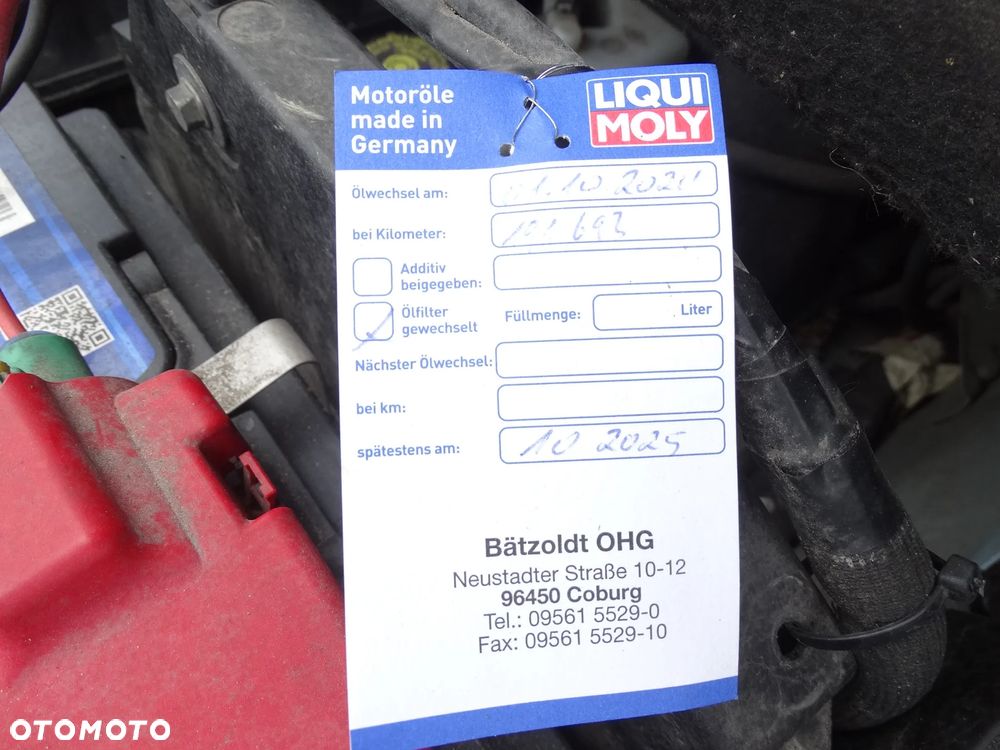 Motoröle
made in
Germany
LIQUI
MOLY
Ölwechsel am: 10.2024
bei Kilometer:
Additiv
beigegeben:
Ölfilter
gewechselt
Füllmenge: Liter
Nächster Ölwechsel:
bei km:
spätestens am: 10 2025
Bätzoldt OHG
Neustadter Straße 10-12
96450 Coburg
Tel.: 09561 5529-0
Fax: 09561 5529-10
OTOMOTO